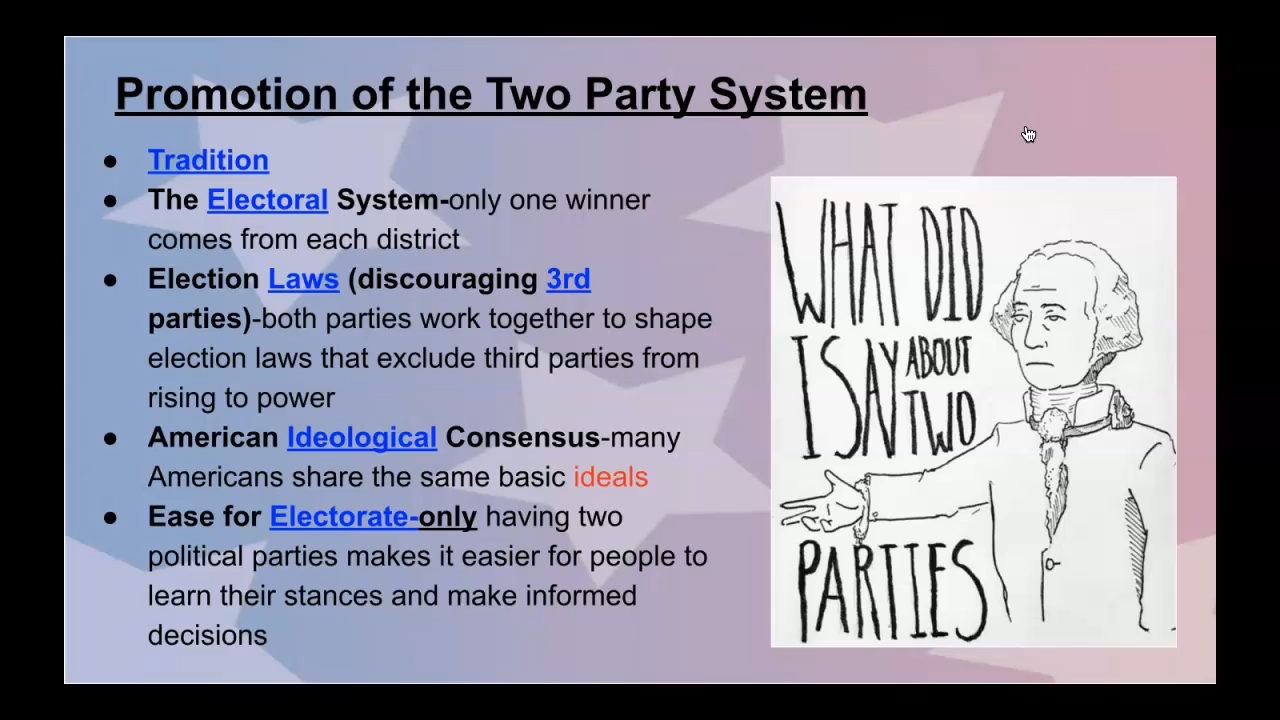 Promotion of the Two Party System
● Tradition
● The Electoral System-only one winner
comes from each district
● Election Laws (discouraging 3rd
parties)-both parties work together to shape
election laws that exclude third parties from
rising to power
● American Ideological Consensus-many
Americans share the same basic ideals
● Ease for Electorate-only having two
political parties makes it easier for people to
learn their stances and make informed
decisions
WHAT DID
I SAY ABOUT
TWO
PARTIES